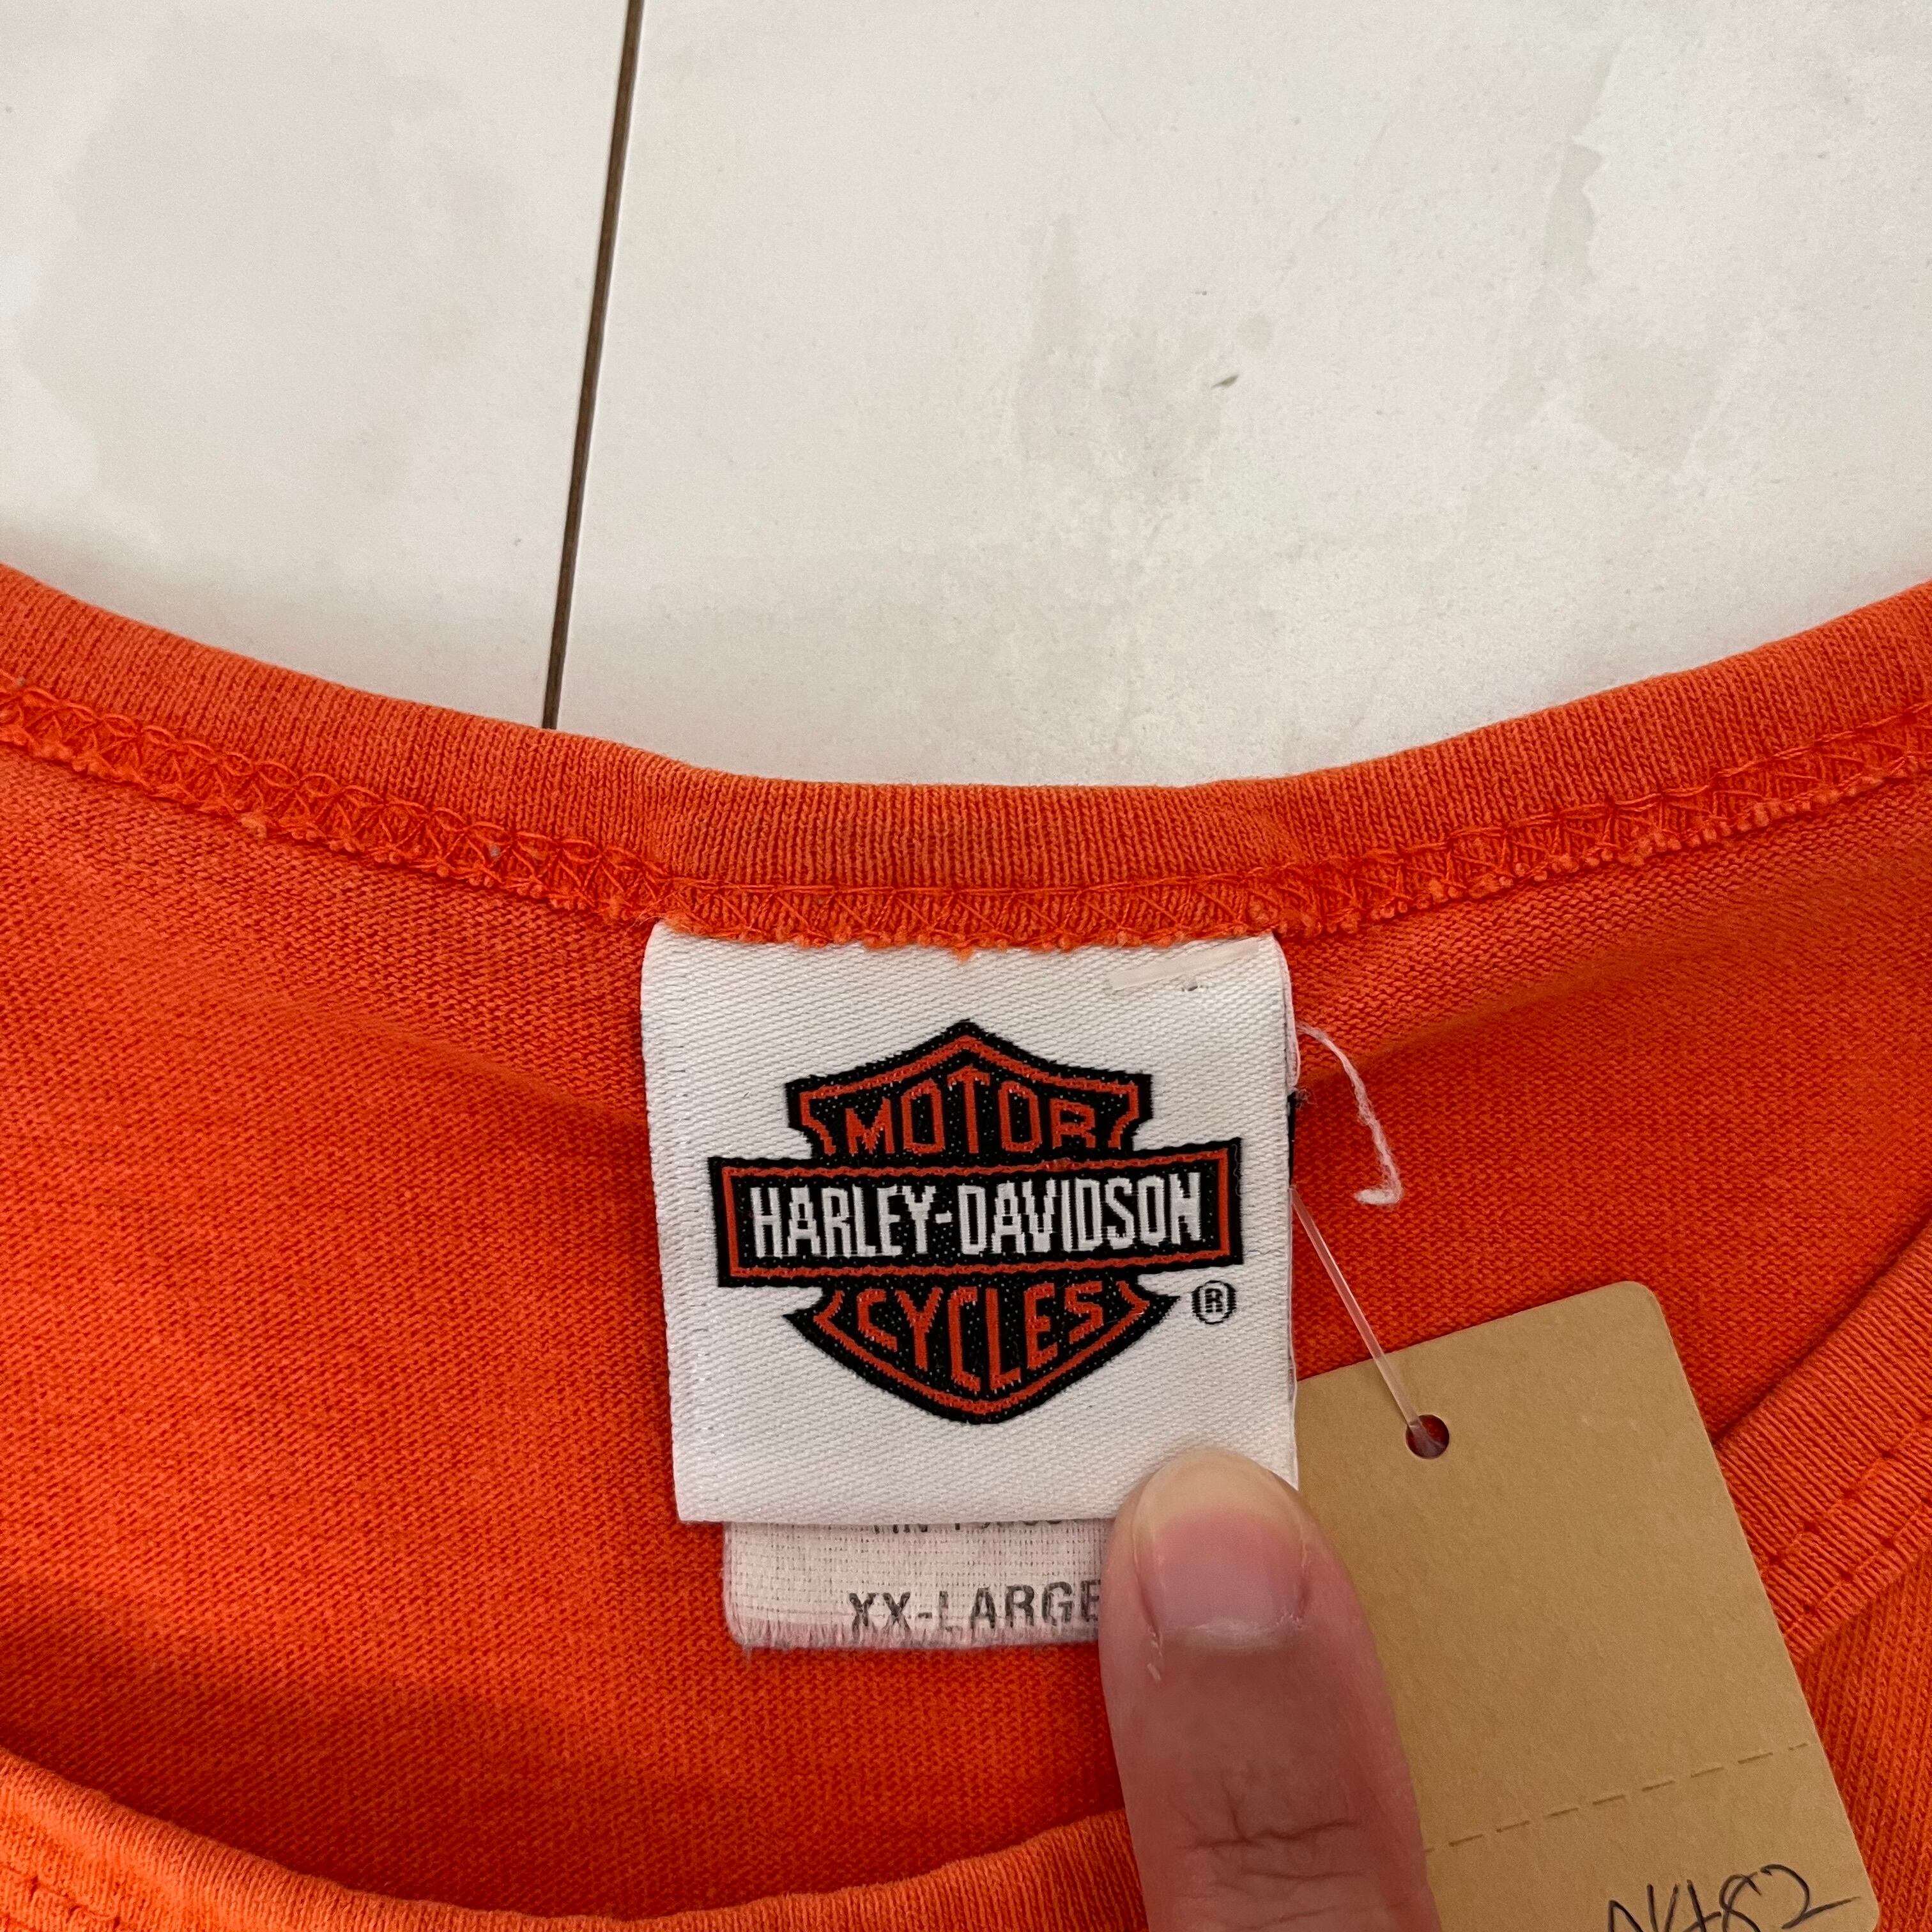 MOTOR
HARLEY-DAVIDSON
CYCLES
®
XX-LARGE